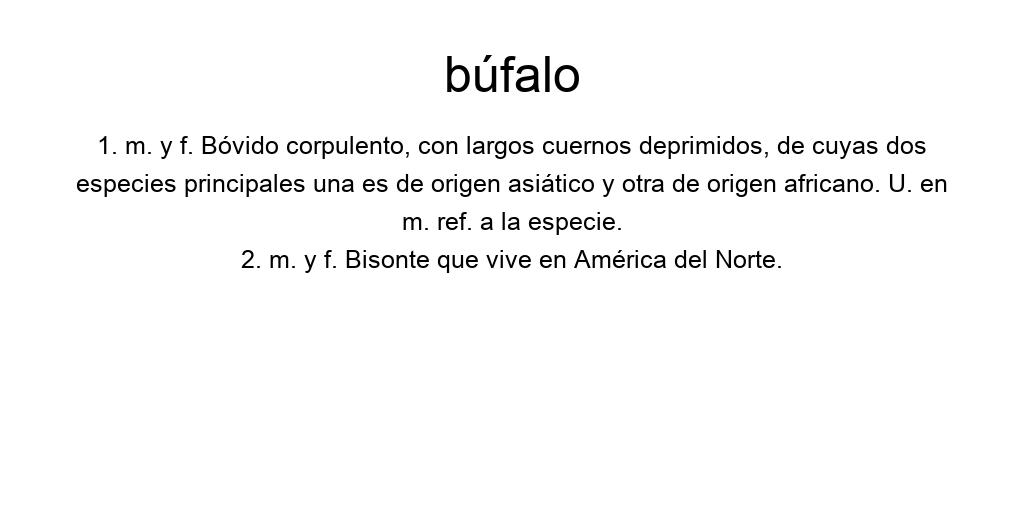 búfalo
1. m. y f. Bóvido corpulento, con largos cuernos deprimidos, de cuyas dos
especies principales una es de origen asiático y otra de origen africano. U. en
m. ref. a la especie.
2. m. y f. Bisonte que vive en América del Norte.